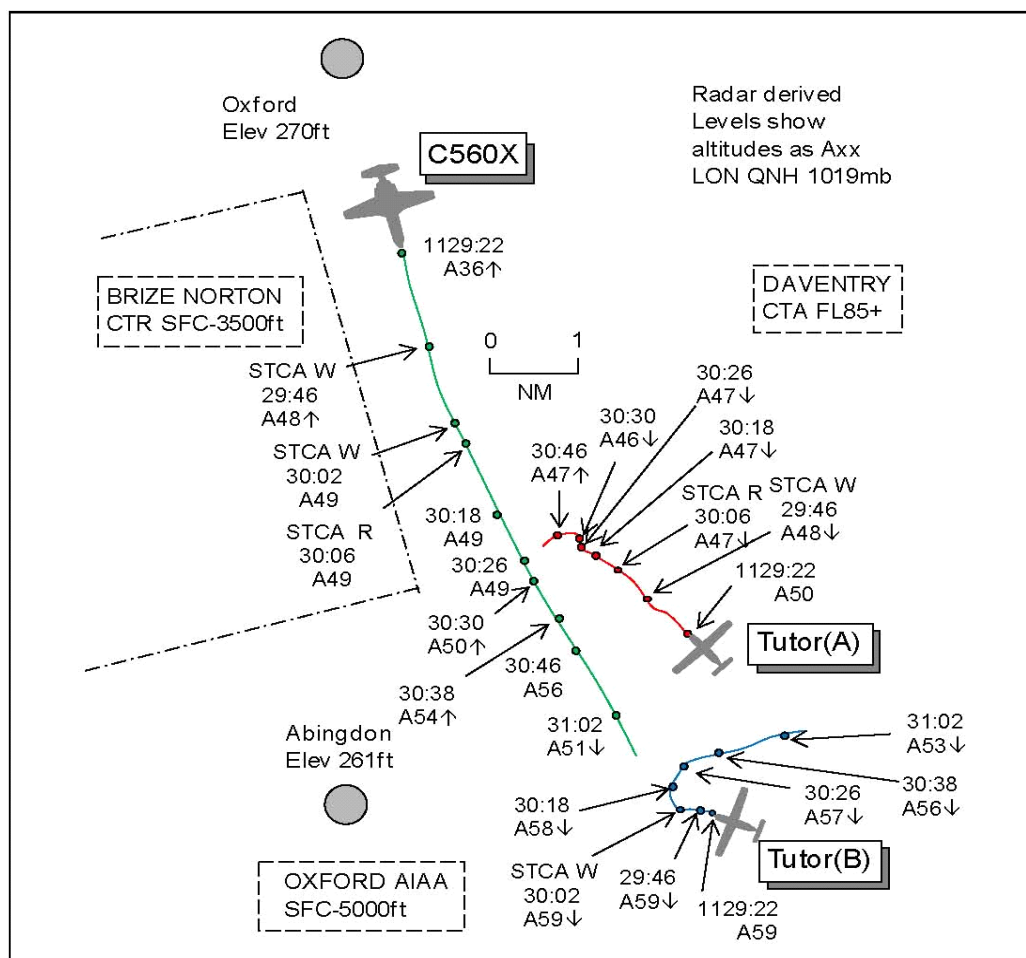 Oxford
Elev 270ft
C560X
Radar derived
Levels show
altitudes as Axx
LON QNH 1019mb
1129:22
A36↑
BRIZE NORTON
CTR SFC-3500ft
DAVENTRY
CTA FL85+
0 1
NM
STCA W
29:46
A48↑
STCA W
30:02
A49
STCA R
30:06
A49
30:18
A49
30:26
A49
30:30
A50↑
30:38
A54↑
30:46
A56
31:02
A51↓
30:46
A47↑
30:30
A46↓
30:26
A47↓
30:18
A47↓
STCA R
30:06
A47↓
STCA W
29:46
A48↓
1129:22
A50
Tutor(A)
Abingdon
Elev 261ft
31:02
A53↓
30:38
A56↓
30:26
A57↓
30:18
A58↓
STCA W
30:02
A59↓
29:46
A59↓
1129:22
A59
Tutor(B)
OXFORD AIAA
SFC-5000ft